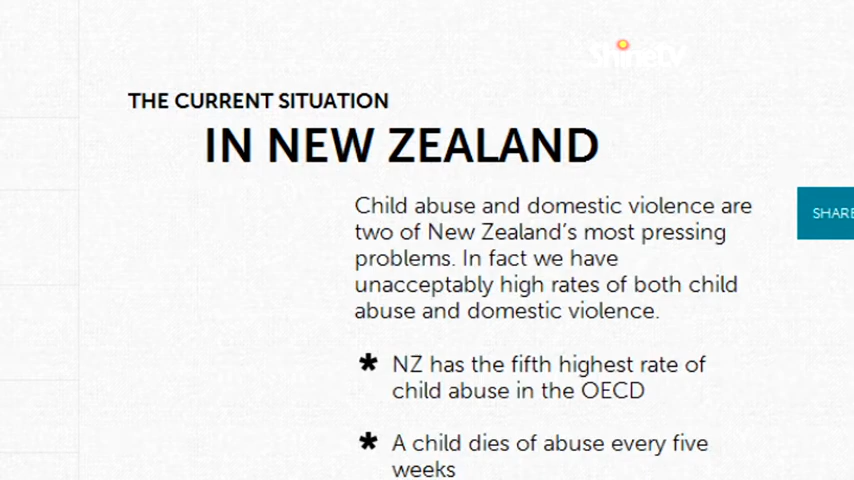 Shinetv
THE CURRENT SITUATION
IN NEW ZEALAND
Child abuse and domestic violence are
two of New Zealand's most pressing
problems. In fact we have
unacceptably high rates of both child
abuse and domestic violence.
SHARE
* NZ has the fifth highest rate of
child abuse in the OECD
* A child dies of abuse every five
weeks